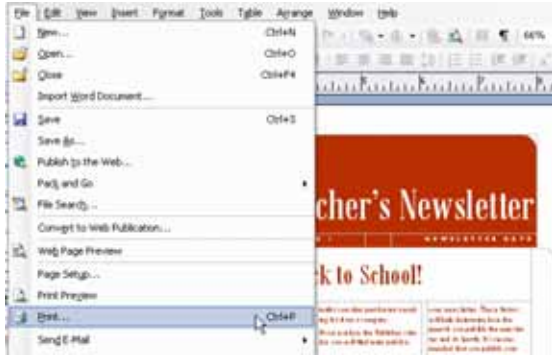 File Edit View Insert Format Tools Table Arrange Window Help
New... Ctrl+N
Open... Ctrl+O
Close Ctrl+F4
Import Word Document...
Save Ctrl+S
Save As...
Publish to the Web...
Pack and Go
File Search...
Convert to Web Publication...
Web Page Preview
Page Setup...
Print Preview
Print... Ctrl+P
Send E-Mail
66%
cher's Newsletter
NEWSLETTER DATE
k to School!